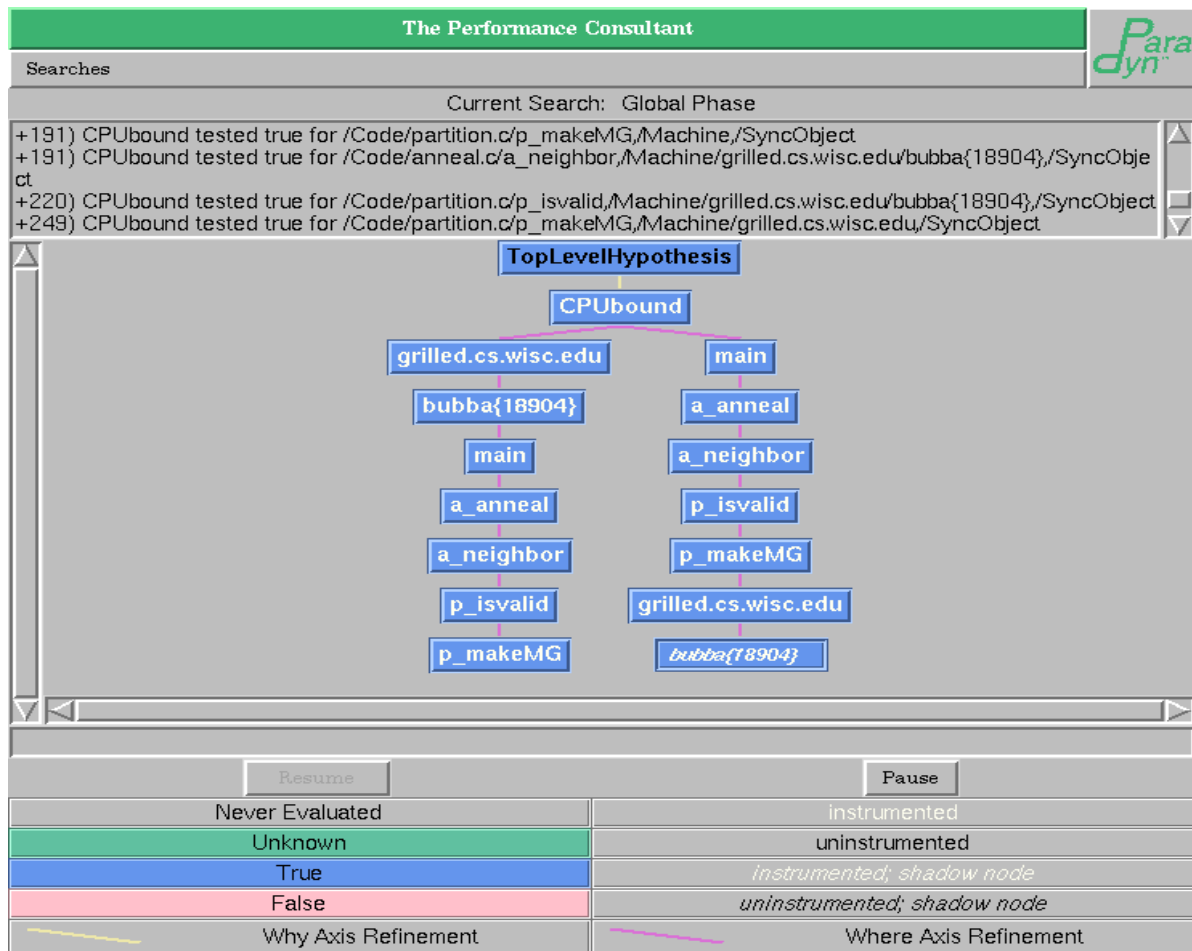 The Performance Consultant
Para
dyn™
Searches
Current Search: Global Phase
+191) CPUbound tested true for /Code/partition.c/p_makeMG,/Machine,/SyncObject
+191) CPUbound tested true for /Code/anneal.c/a_neighbor,/Machine/grilled.cs.wisc.edu/bubba{18904},/SyncObje
ct
+220) CPUbound tested true for /Code/partition.c/p_isvalid,/Machine/grilled.cs.wisc.edu/bubba{18904},/SyncObject
+249) CPUbound tested true for /Code/partition.c/p_makeMG,/Machine/grilled.cs.wisc.edu,/SyncObject
TopLevelHypothesis
CPUbound
grilled.cs.wisc.edu main
bubba{18904} a_anneal
main a_neighbor
a_anneal p_isvalid
a_neighbor p_makeMG
p_isvalid grilled.cs.wisc.edu
p_makeMG bubba{18904}
Resume Pause
Never Evaluated instrumented
Unknown uninstrumented
True instrumented; shadow node
False uninstrumented; shadow node
Why Axis Refinement Where Axis Refinement